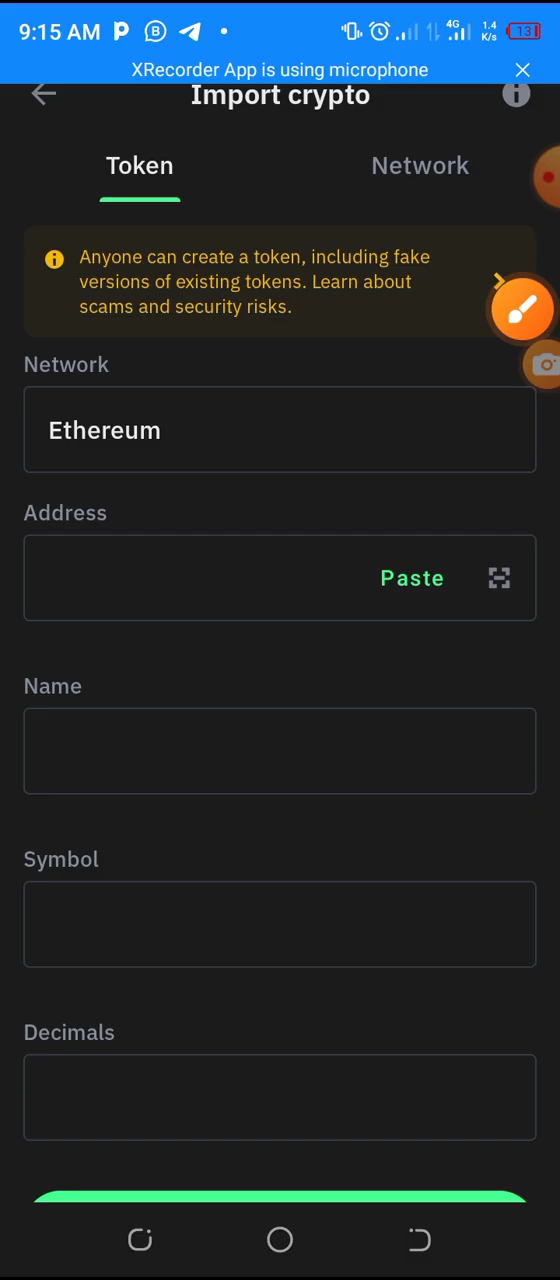 9:15 AM
4G
1.4
K/s
13
XRecorder App is using microphone
Import crypto
Token
Network
Anyone can create a token, including fake
versions of existing tokens. Learn about
scams and security risks.
Network
Ethereum
Address
Paste
Name
Symbol
Decimals